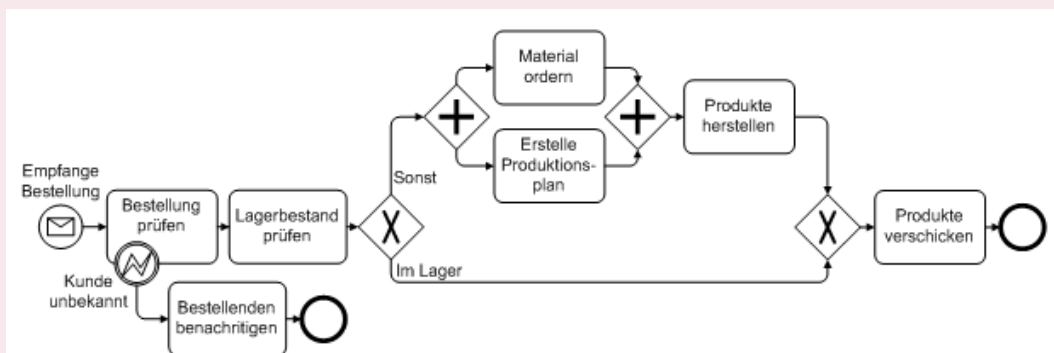 Material
ordern
Produkte
herstellen
Erstelle
Produktions-
plan
Sonst
Empfange
Bestellung
Bestellung
prüfen
Lagerbestand
prüfen
Produkte
verschicken
Im Lager
Kunde
unbekannt
Bestellenden
benachritigen